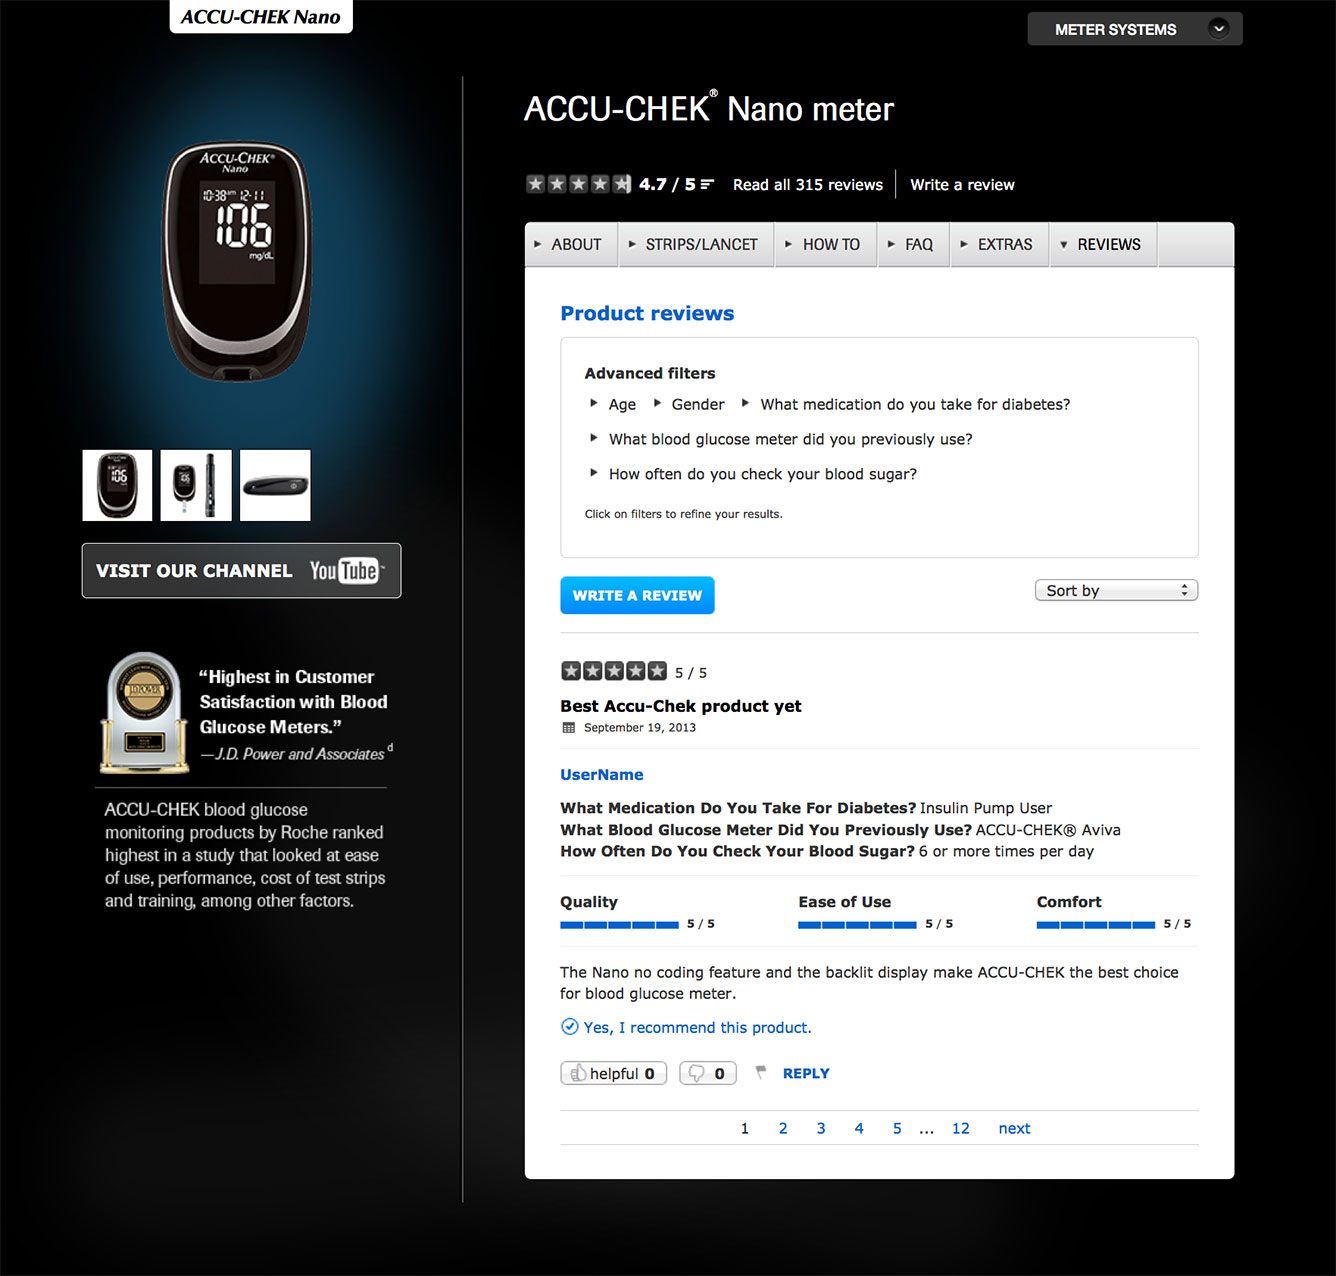 ACCU-CHEK Nano
METER SYSTEMS
ACCU-CHEK® Nano meter
ACCU-CHEK®
Nano
10:38am 12-11
106
mg/dL
4.7 / 5
Read all 315 reviews
Write a review
ABOUT
STRIPS/LANCET
HOW TO
FAQ
EXTRAS
REVIEWS
Product reviews
Advanced filters
Age
Gender
What medication do you take for diabetes?
What blood glucose meter did you previously use?
How often do you check your blood sugar?
Click on filters to refine your results.
106
VISIT OUR CHANNEL YouTube™
WRITE A REVIEW
Sort by
J.D.POWER
“Highest in Customer
Satisfaction with Blood
Glucose Meters.”
—J.D. Power and Associates d
ACCU-CHEK blood glucose
monitoring products by Roche ranked
highest in a study that looked at ease
of use, performance, cost of test strips
and training, among other factors.
5 / 5
Best Accu-Chek product yet
September 19, 2013
UserName
What Medication Do You Take For Diabetes? Insulin Pump User
What Blood Glucose Meter Did You Previously Use? ACCU-CHEK® Aviva
How Often Do You Check Your Blood Sugar? 6 or more times per day
Quality
5 / 5
Ease of Use
5 / 5
Comfort
5 / 5
The Nano no coding feature and the backlit display make ACCU-CHEK the best choice
for blood glucose meter.
Yes, I recommend this product.
helpful 0
0
REPLY
1 2 3 4 5 ... 12 next